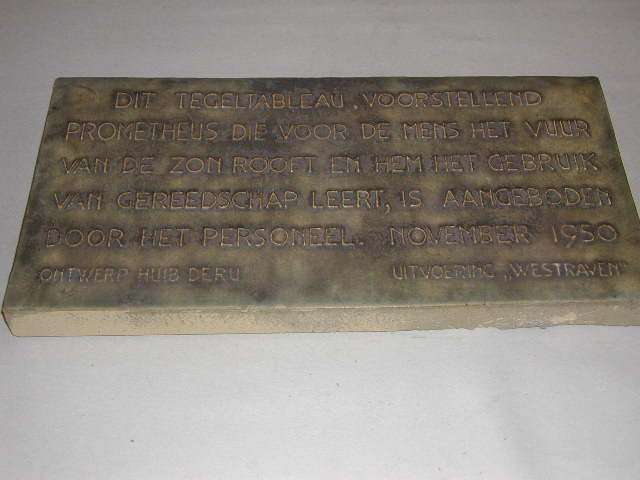 DIT TEGELTABLEAU, VOORSTELLEND
PROMETHEUS DIE VOOR DE MENS HET VUUR
VAN DE ZON ROOFT EN HEM HET GEBRUIK
VAN GEREEDSCHAP LEERT, IS AANGEBODEN
DOOR HET PERSONEEL. NOVEMBER 1950
ONTWERP HUIB DERU UITVOERING „WESTRAVEN"